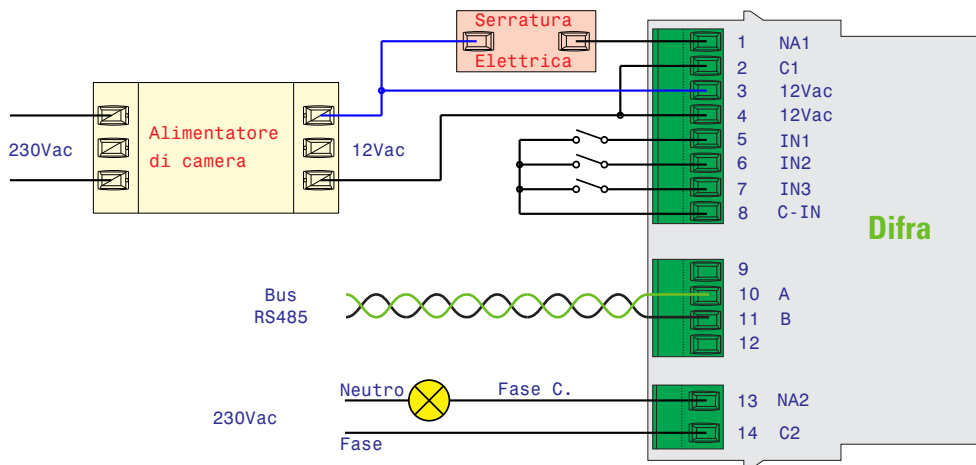 Serratura
Elettrica
Alimentatore
di camera
230Vac
12Vac
1 NA1
2 C1
3 12Vac
4 12Vac
5 IN1
6 IN2
7 IN3
8 C-IN
Difra
9
Bus
RS485
10 A
11 B
12
Neutro
Fase C.
13 NA2
230Vac
Fase
14 C2